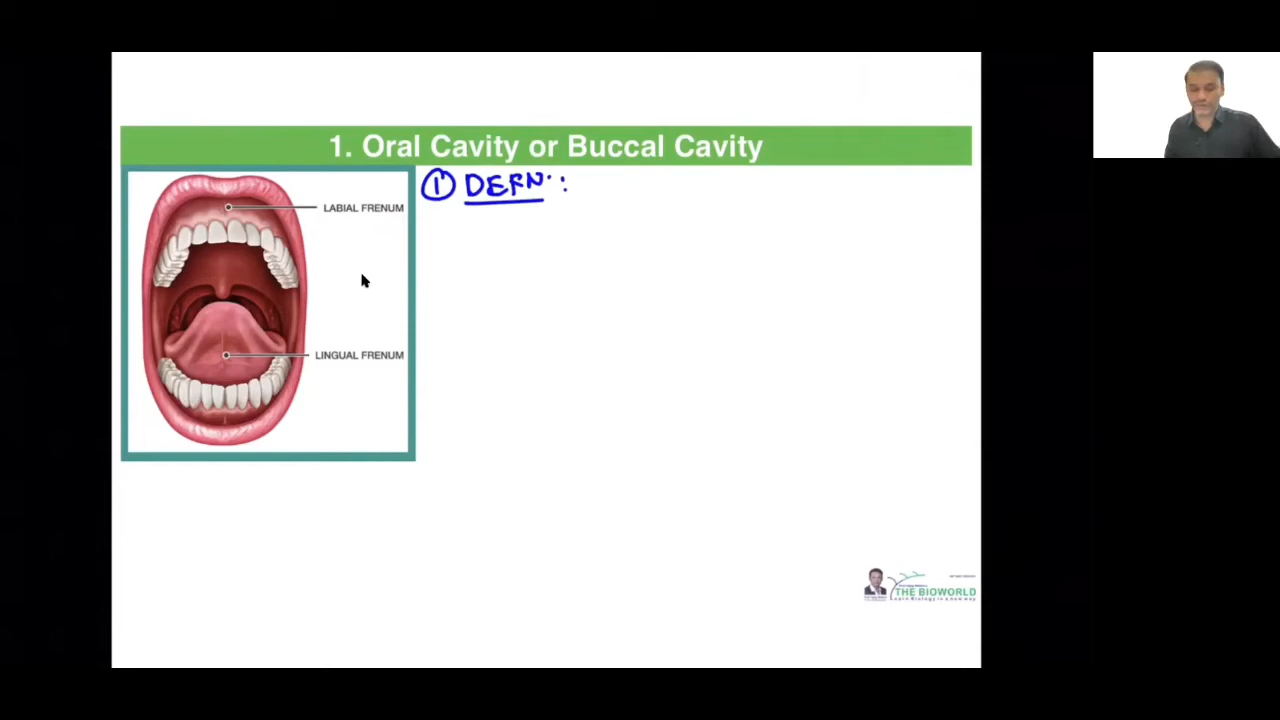 1. Oral Cavity or Buccal Cavity
① DEFN. :
LABIAL FRENUM
LINGUAL FRENUM
THE BIOWORLD